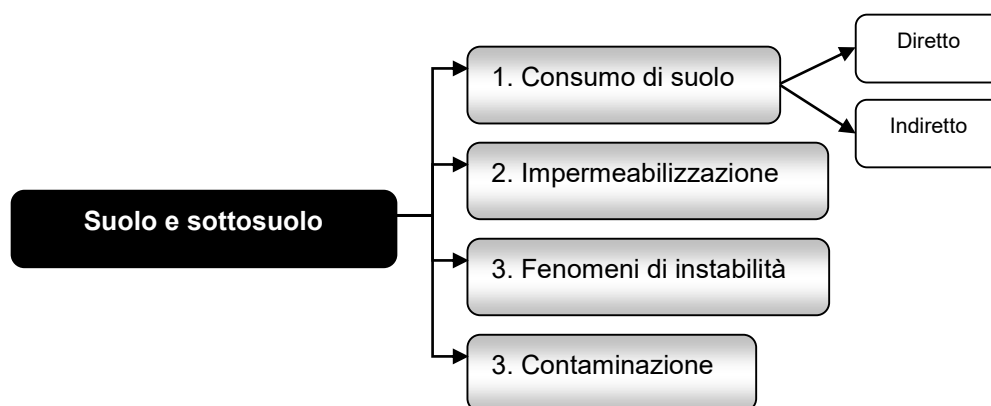 Diretto
1. Consumo di suolo
Indiretto
2. Impermeabilizzazione
Suolo e sottosuolo
3. Fenomeni di instabilità
3. Contaminazione